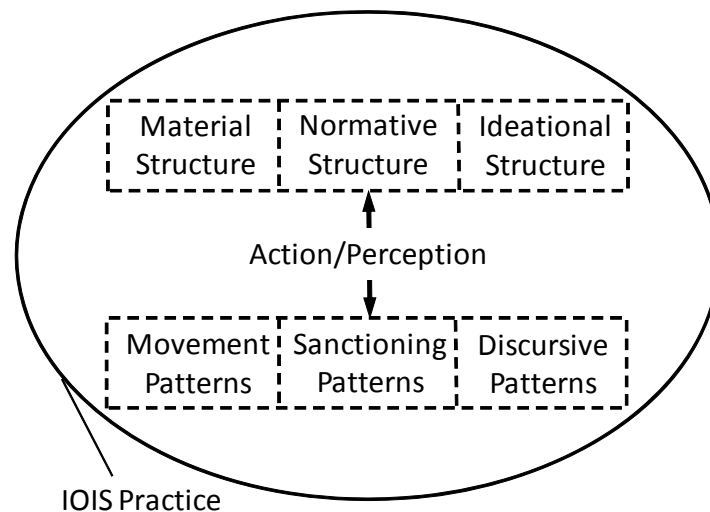 Material Normative Ideational
Structure Structure Structure
Action/Perception
Movement Sanctioning Discursive
Patterns Patterns Patterns
IOIS Practice